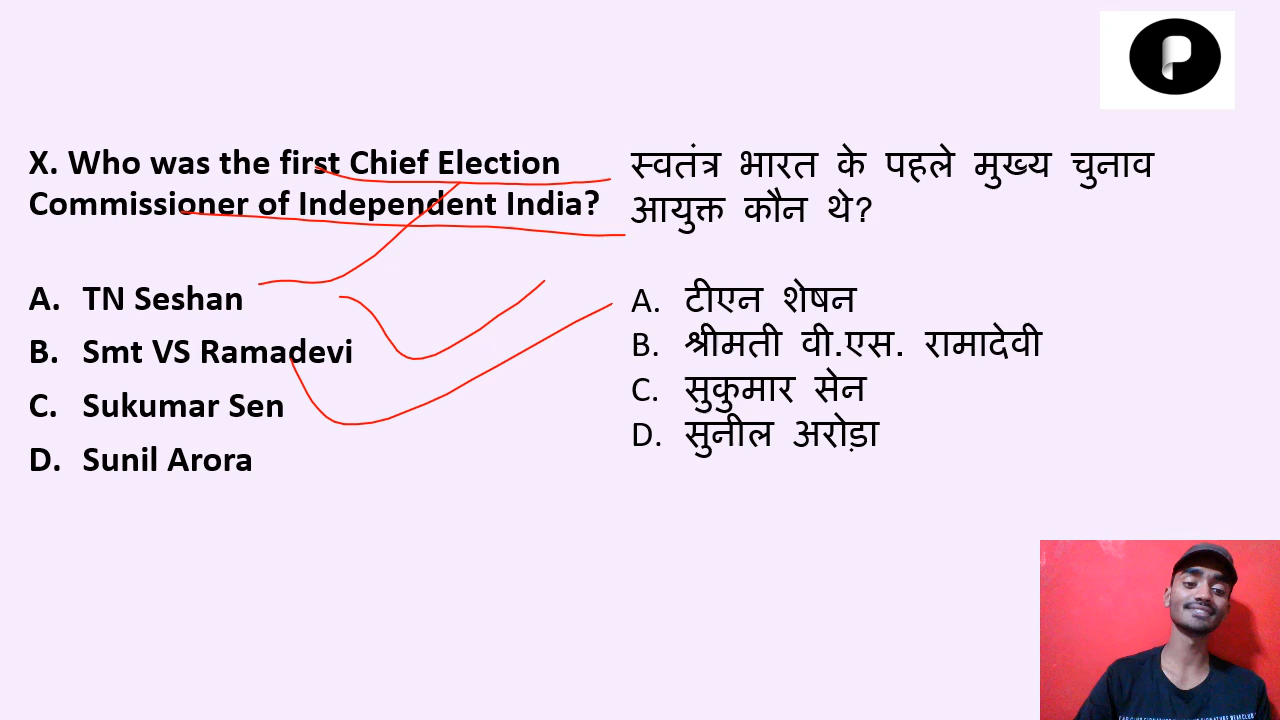 X. Who was the first Chief Election
Commissioner of Independent India?
A. TN Seshan
B. Smt VS Ramadevi
C. Sukumar Sen
D. Sunil Arora
स्वतंत्र भारत के पहले मुख्य चुनाव
आयुक्त कौन थे?
A. टीएन शेषन
B. श्रीमती वी.एस. रामादेवी
C. सुकुमार सेन
D. सुनील अरोड़ा
P